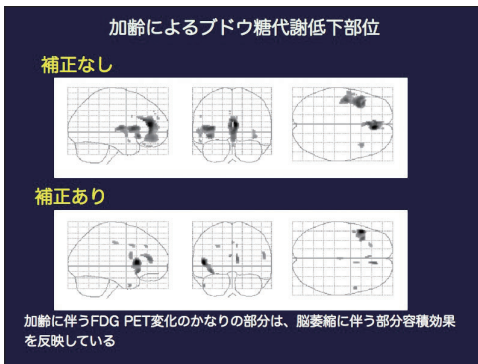 加齢によるブドウ糖代謝低下部位
補正なし
補正あり
加齢に伴うFDG PET変化のかなりの部分は、脳萎縮に伴う部分容積効果
を反映している